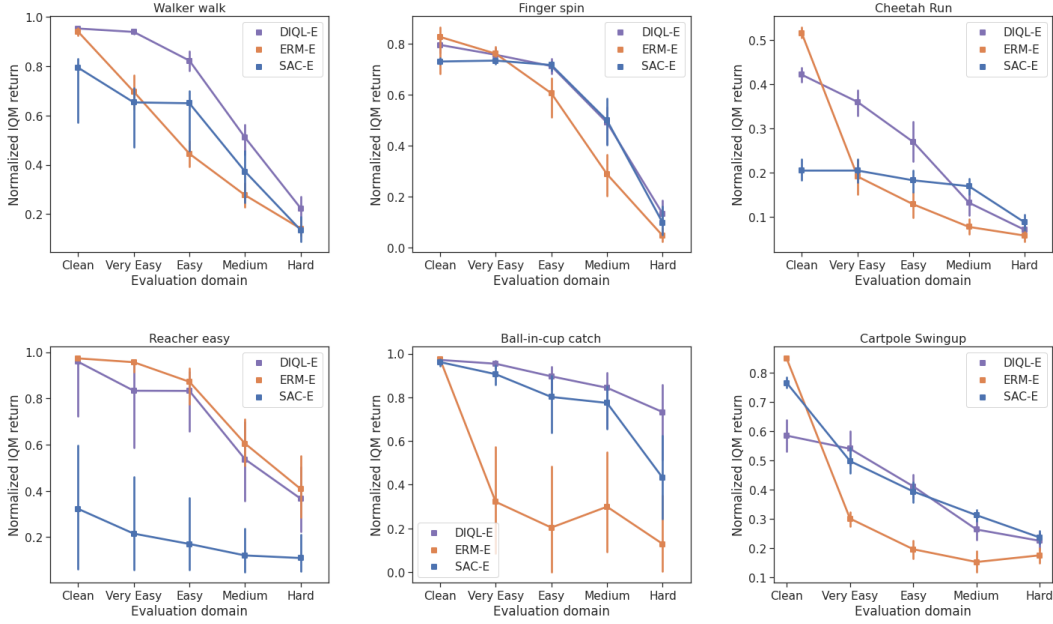 Walker walk
Normalized IQM return
1.0
0.8
0.6
0.4
0.2
DIQL-E
ERM-E
SAC-E
Clean Very Easy Easy Medium Hard
Evaluation domain
Finger spin
Normalized IQM return
0.8
0.6
0.4
0.2
0.0
DIQL-E
ERM-E
SAC-E
Clean Very Easy Easy Medium Hard
Evaluation domain
Cheetah Run
Normalized IQM return
0.5
0.4
0.3
0.2
0.1
DIQL-E
ERM-E
SAC-E
Clean Very Easy Easy Medium Hard
Evaluation domain
Reacher easy
Normalized IQM return
1.0
0.8
0.6
0.4
0.2
DIQL-E
ERM-E
SAC-E
Clean Very Easy Easy Medium Hard
Evaluation domain
Ball-in-cup catch
Normalized IQM return
1.0
0.8
0.6
0.4
0.2
0.0
DIQL-E
ERM-E
SAC-E
Clean Very Easy Easy Medium Hard
Evaluation domain
Cartpole Swingup
Normalized IQM return
0.8
0.7
0.6
0.5
0.4
0.3
0.2
0.1
DIQL-E
ERM-E
SAC-E
Clean Very Easy Easy Medium Hard
Evaluation domain